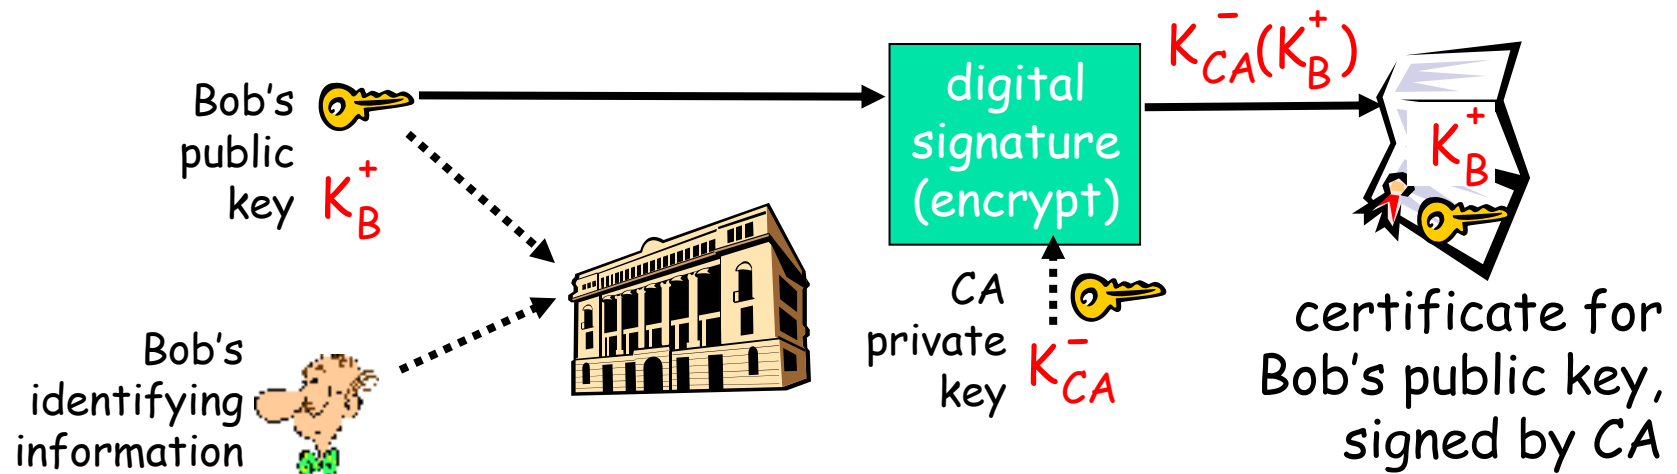 Bob's
public
key
K_B^+
digital
signature
(encrypt)
K_CA^-(K_B^+)
K_B^+
CA
private
key
K_CA^-
Bob's
identifying
information
certificate for
Bob's public key,
signed by CA